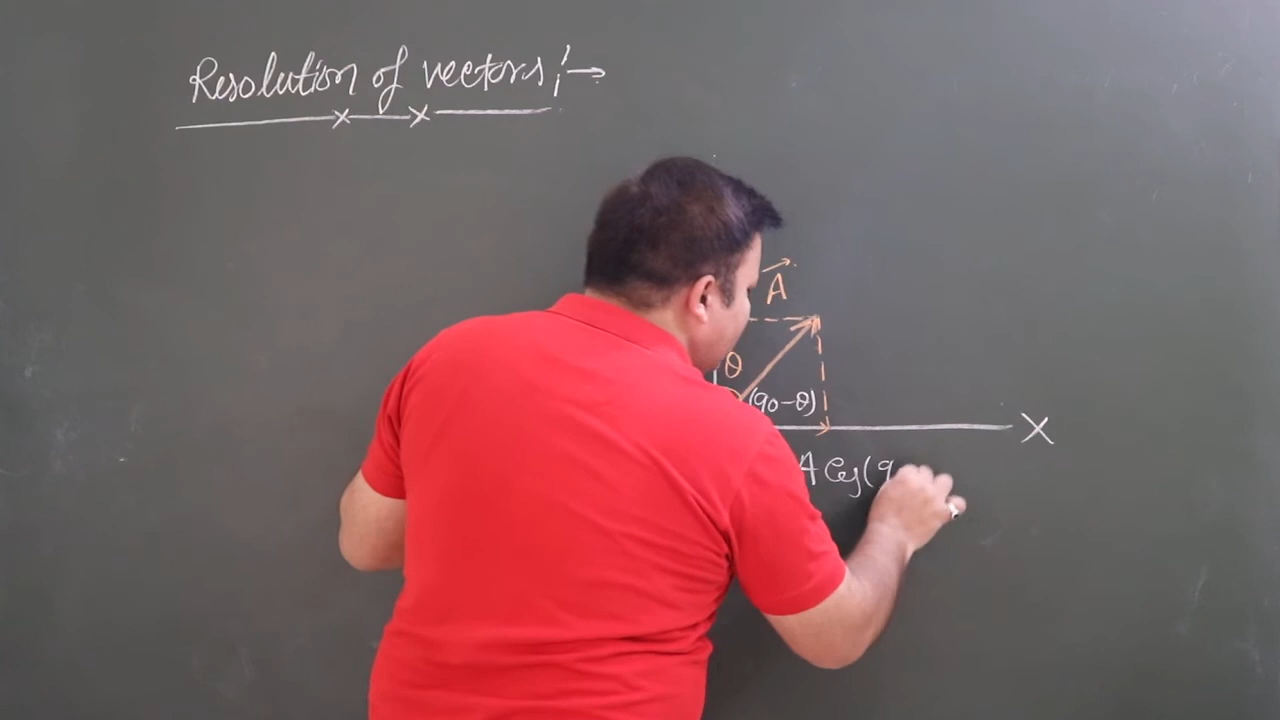 Resolution of vectors :→
A
θ
(90-θ)
X
A Cos(9